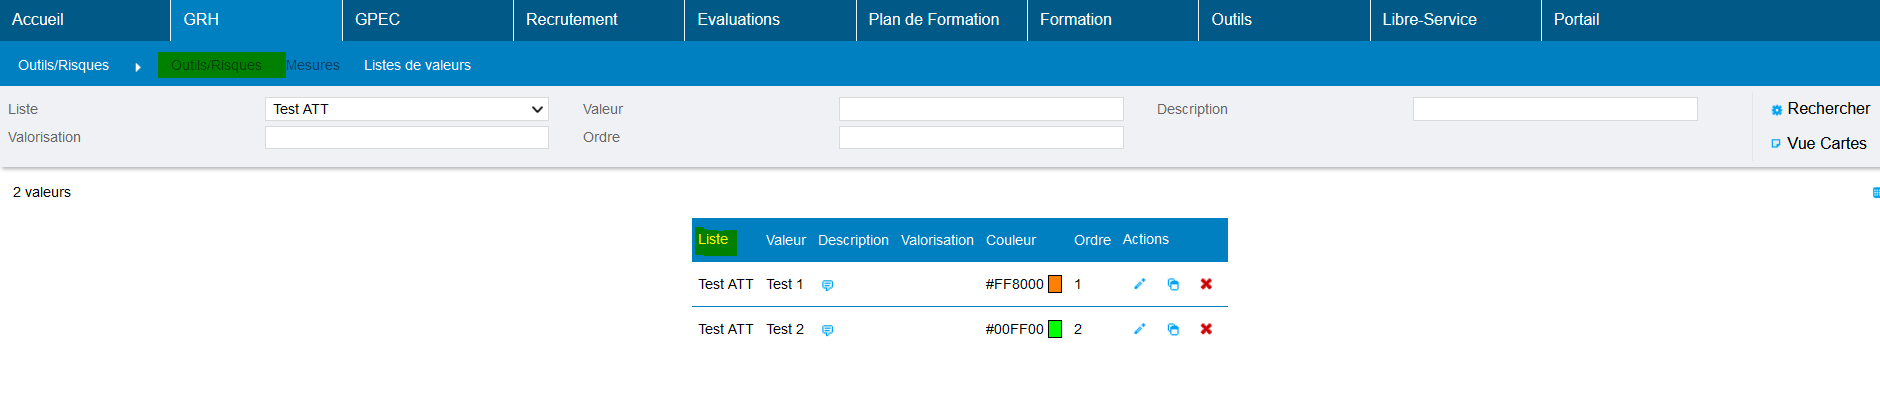 Accueil GRH GPEC Recrutement Evaluations Plan de Formation Formation Outils Libre-Service Portail
Outils/Risques Outils/Risques Mesures Listes de valeurs
Liste Test ATT Valeur Description Rechercher
Valorisation Ordre Vue Cartes
2 valeurs
Liste Valeur Description Valorisation Couleur Ordre Actions
Test ATT Test 1 #FF8000 1
Test ATT Test 2 #00FF00 2